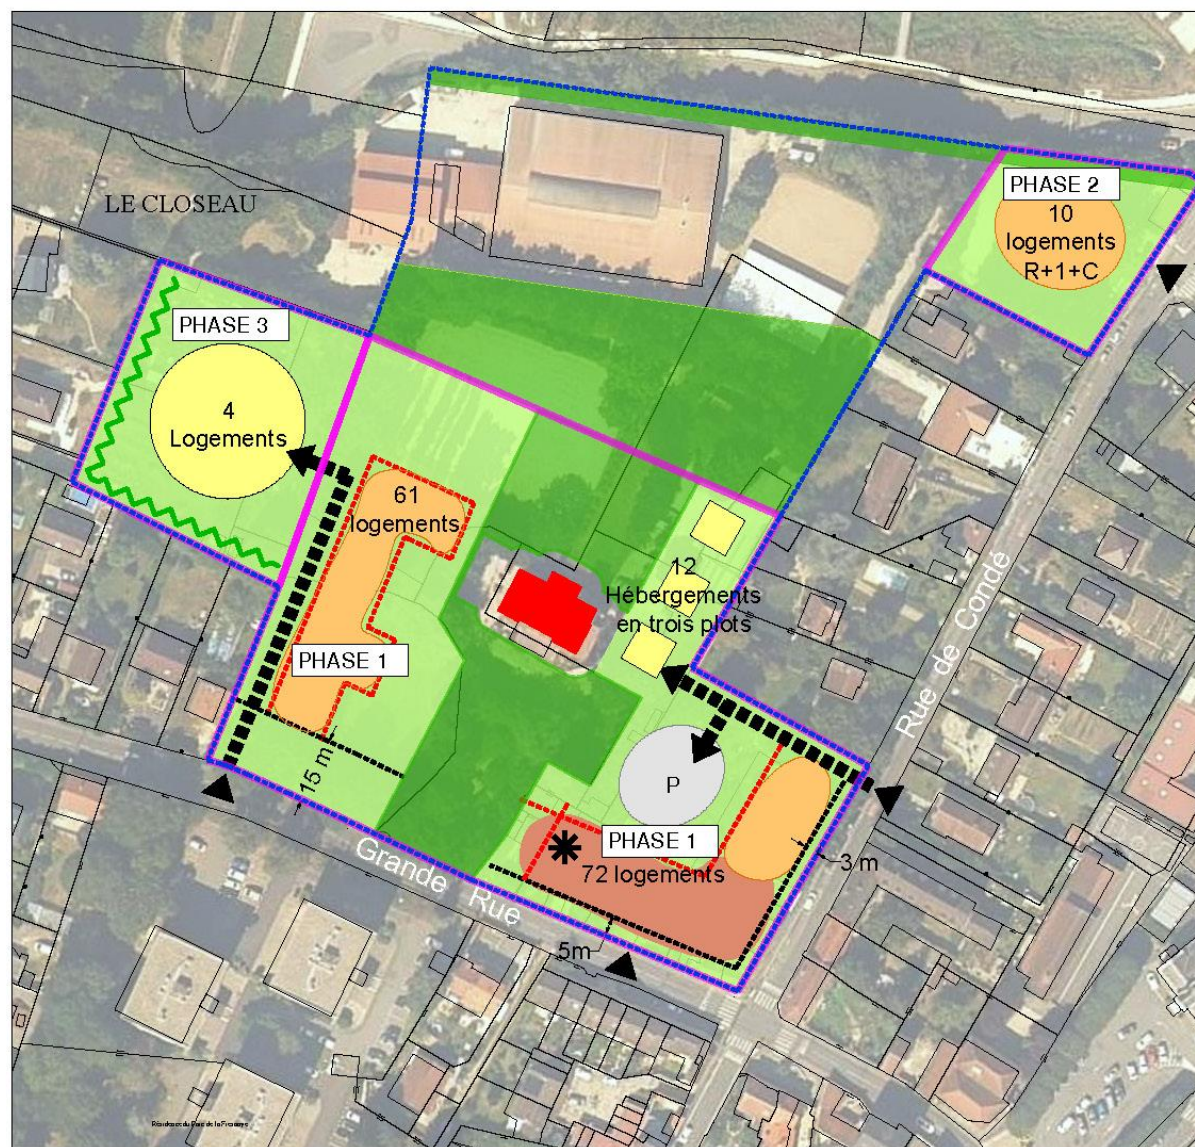 PHASE 2
10
logements
R+1+C
LE CLOSEAU
PHASE 3
4
Logements
61
logements
12
Hébergements
en trois plots
Rue de Condé
PHASE 1
15 m
P
PHASE 1
72 logements
3 m
Grande Rue
5m